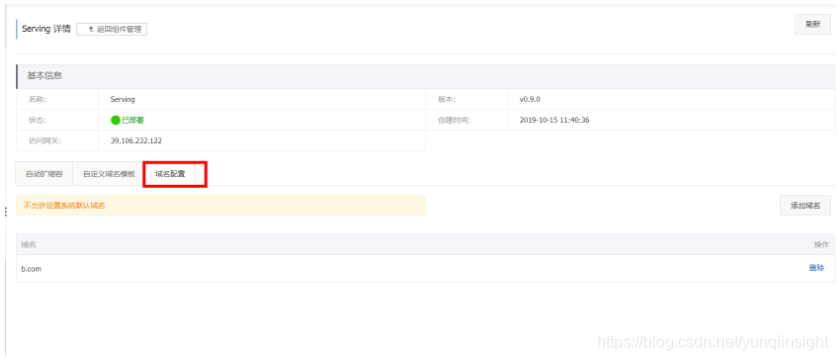 Serving 详情 返回组件管理 刷新
基本信息
名称: Serving 版本: v0.9.0
状态: 已部署 创建时间: 2019-10-15 11:40:36
访问网关: 39.106.232.122
自动扩缩容 自定义域名模板 域名配置
不允许设置系统默认域名 添加域名
域名 操作
b.com 删除
https://blog.csdn.net/yunqiinsight